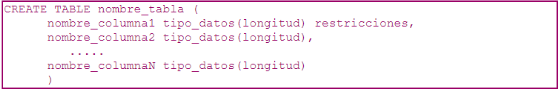 CREATE TABLE nombre_tabla (
nombre_columna1 tipo_datos(longitud) restricciones,
nombre_columna2 tipo_datos(longitud),
.....
nombre_columnaN tipo_datos(longitud)
)